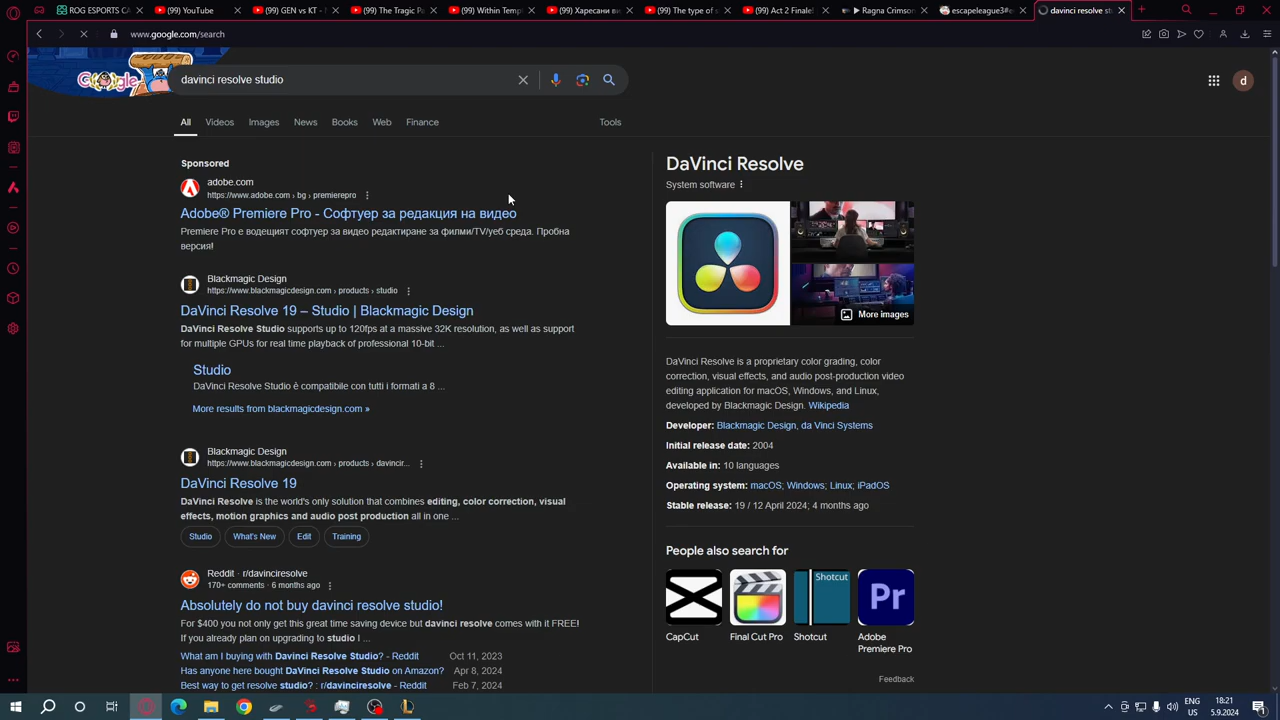 (99) YouTube
ROG ESPORTS CA
(99) YouTube
(99) GEN vs KT -
(99) The Tragic Pa
(99) Within Temp
(99) Харесани ви
(99) The type of s
(99) Act 2 Finale
Ragna Crimson
escapeleague3#e
davinci resolve st
www.google.com/search
davinci resolve studio
d
All
Videos
Images
News
Books
Web
Finance
Tools
Sponsored
adobe.com
https://www.adobe.com › bg › premierepro
Adobe® Premiere Pro - Софтуер за редакция на видео
Premiere Pro е водещият софтуер за видео редактиране за филми/TV/уеб среда. Пробна
версия!
Blackmagic Design
https://www.blackmagicdesign.com › products › studio
DaVinci Resolve 19 – Studio | Blackmagic Design
DaVinci Resolve Studio supports up to 120fps at a massive 32K resolution, as well as support
for multiple GPUs for real time playback of professional 10-bit ...
Studio
DaVinci Resolve Studio è compatibile con tutti i formati a 8 ...
More results from blackmagicdesign.com »
Blackmagic Design
https://www.blackmagicdesign.com › products › davincir...
DaVinci Resolve 19
DaVinci Resolve is the world's only solution that combines editing, color correction, visual
effects, motion graphics and audio post production all in one ...
Studio
What's New
Edit
Training
Reddit · r/davinciresolve
170+ comments · 6 months ago
Absolutely do not buy davinci resolve studio!
For $400 you not only get this great time saving device but davinci resolve comes with it FREE!
If you already plan on upgrading to studio I ...
What am I buying with Davinci Resolve Studio? - Reddit Oct 11, 2023
Has anyone here bought DaVinci Resolve Studio on Amazon? Apr 8, 2024
Best way to get resolve studio? : r/davinciresolve - Reddit Feb 7, 2024
DaVinci Resolve
System software
More images
DaVinci Resolve is a proprietary color grading, color
correction, visual effects, and audio post-production video
editing application for macOS, Windows, and Linux,
developed by Blackmagic Design. Wikipedia
Developer: Blackmagic Design, da Vinci Systems
Initial release date: 2004
Available in: 10 languages
Operating system: macOS; Windows; Linux; iPadOS
Stable release: 19 / 12 April 2024; 4 months ago
People also search for
Shotcut
Pr
CapCut
Final Cut Pro
Shotcut
Adobe
Premiere Pro
Feedback
ENG
US
18:21
5.9.2024